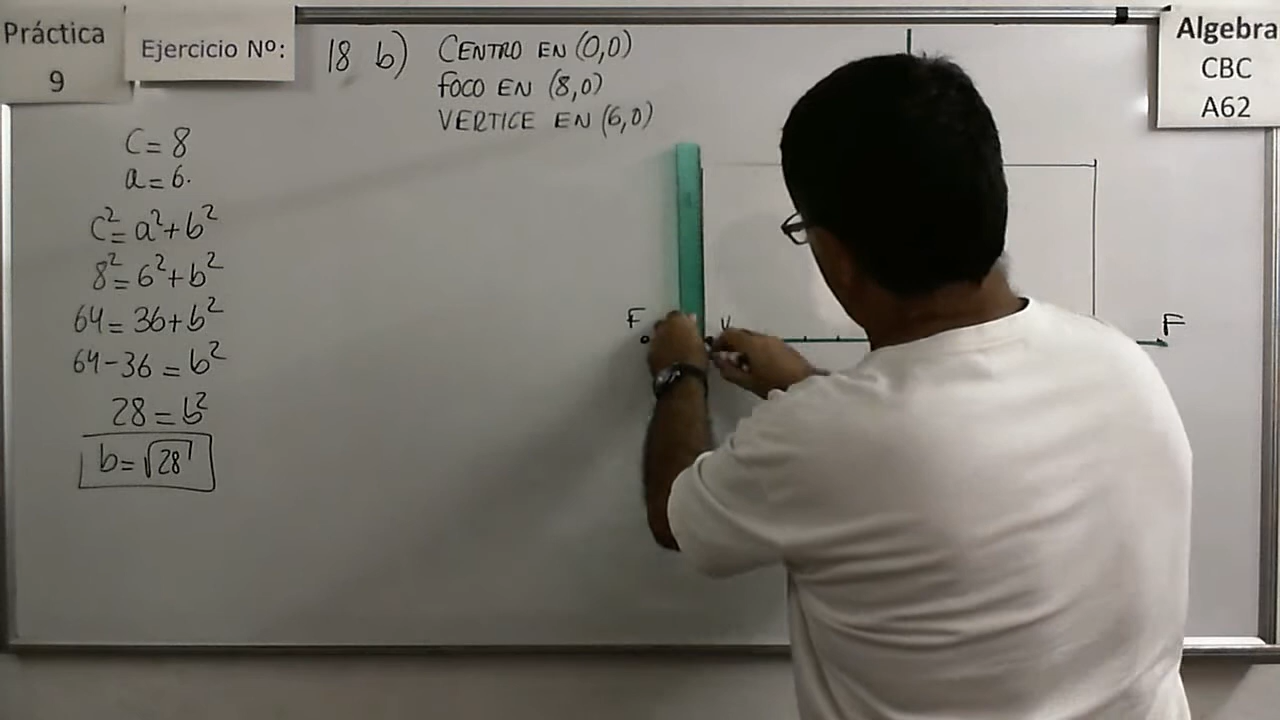 Práctica
9
Ejercicio Nº:
18 b) CENTRO EN (0,0)
FOCO EN (8,0)
VERTICE EN (6,0)
Algebra
CBC
A62
C = 8
a = 6.
C² = a² + b²
8² = 6² + b²
64 = 36 + b²
64 - 36 = b²
28 = b²
b = √28
F
V
F